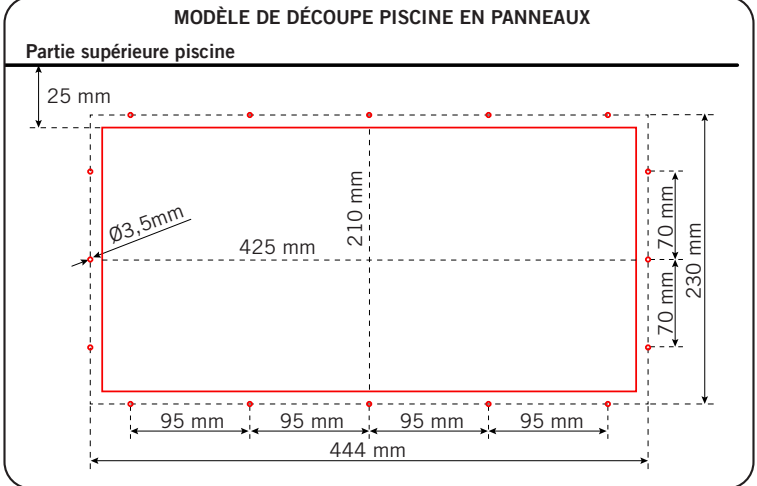 MODÈLE DE DÉCOUPE PISCINE EN PANNEAUX
Partie supérieure piscine
25 mm
Ø3,5mm
210 mm
425 mm
70 mm
70 mm
230 mm
95 mm 95 mm 95 mm 95 mm
444 mm